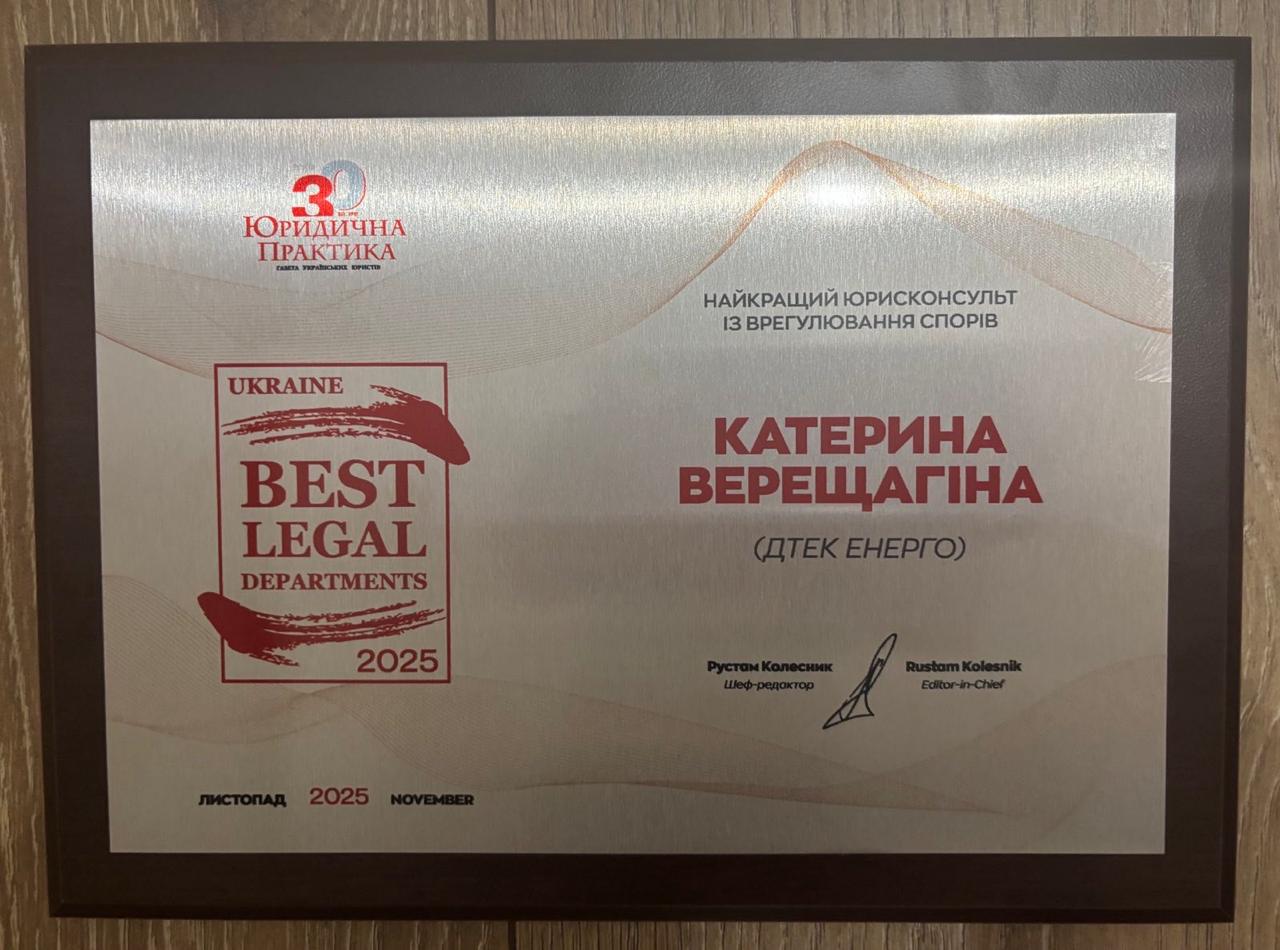 30
ЮРИДИЧНА
ПРАКТИКА
ГАЗЕТА УКРАЇНСЬКИХ ЮРИСТІВ
UKRAINE
BEST
LEGAL
DEPARTMENTS
2025
ЛИСТОПАД 2025 NOVEMBER
НАЙКРАЩИЙ ЮРИСКОНСУЛЬТ
ІЗ ВРЕГУЛЮВАННЯ СПОРІВ
КАТЕРИНА
ВЕРЕЩАГІНА
(ДТЕК ЕНЕРГО)
Рустам Колесник
Шеф-редактор
Rustam Kolesnik
Editor-in-Chief